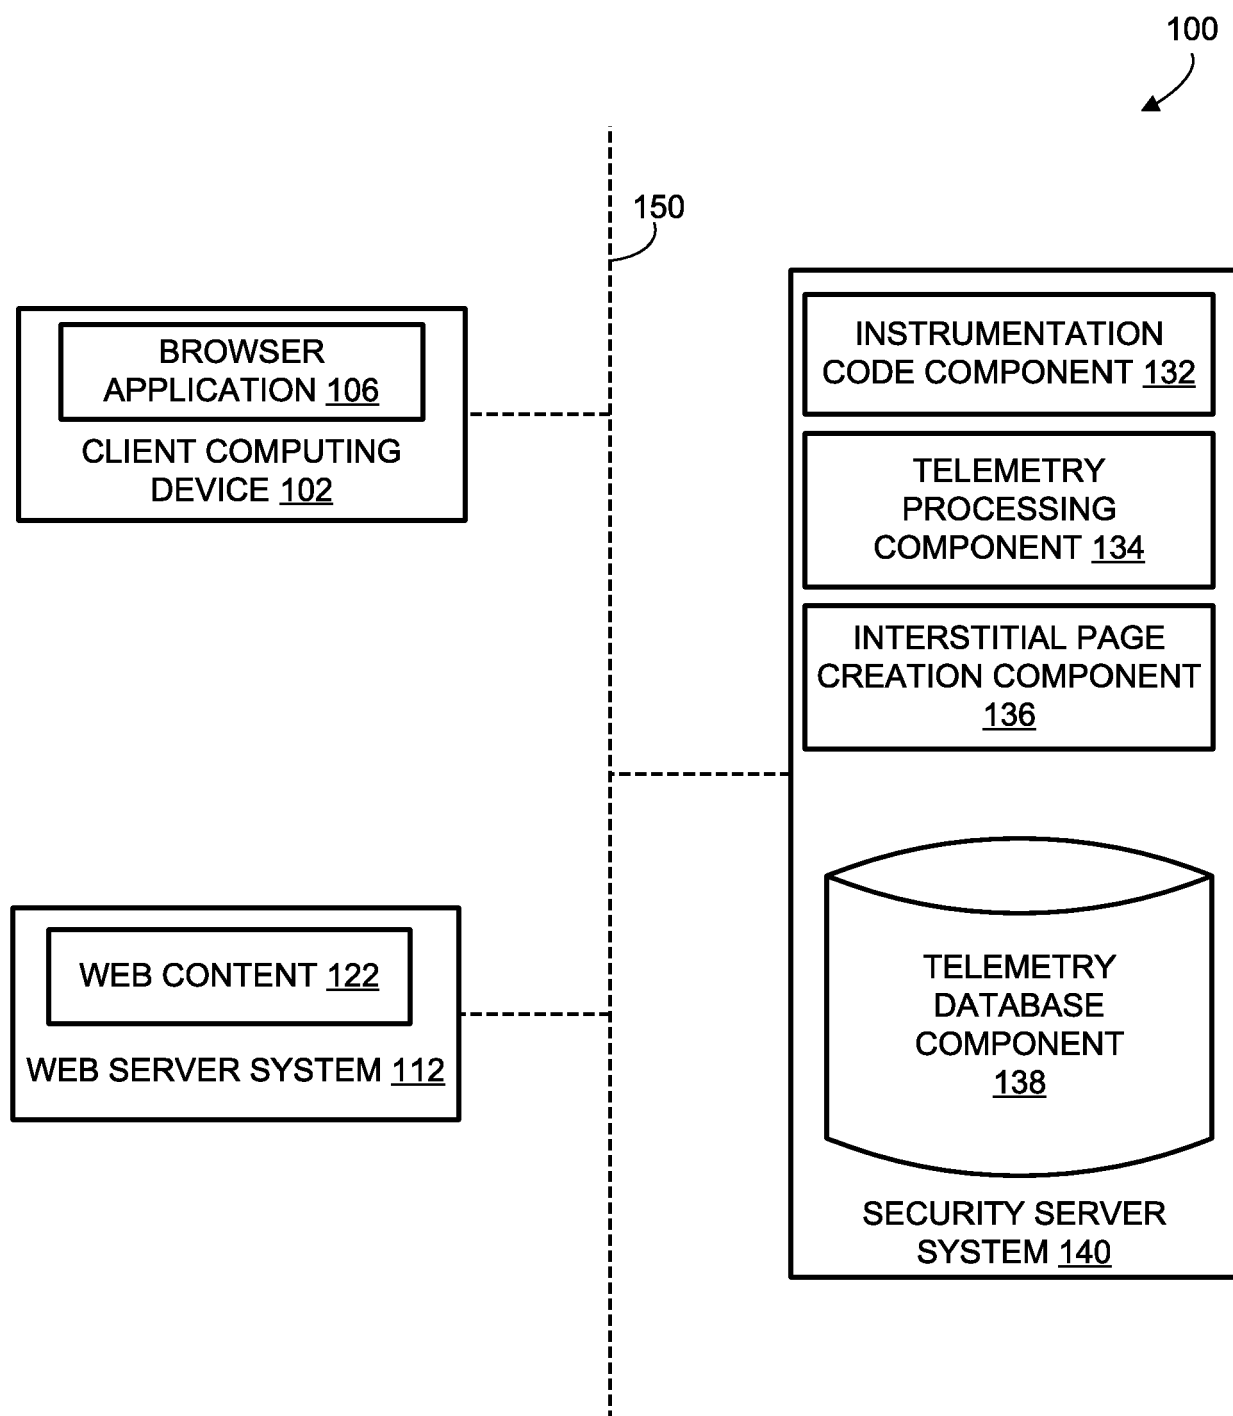 100
150
BROWSER
APPLICATION 106
CLIENT COMPUTING
DEVICE 102
INSTRUMENTATION
CODE COMPONENT 132
TELEMETRY
PROCESSING
COMPONENT 134
INTERSTITIAL PAGE
CREATION COMPONENT
136
WEB CONTENT 122
WEB SERVER SYSTEM 112
TELEMETRY
DATABASE
COMPONENT
138
SECURITY SERVER
SYSTEM 140